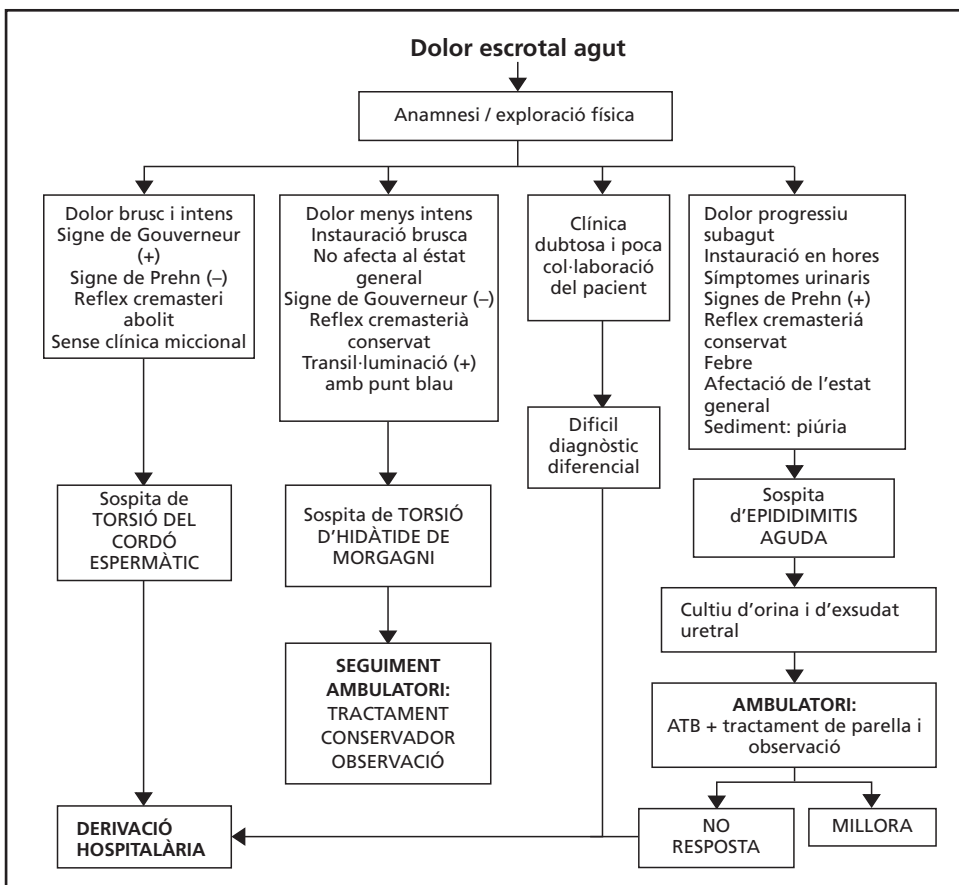 Dolor escrotal agut
Anamnesi / exploració física
Dolor brusc i intens
Signe de Gouverneur
(+)
Signe de Prehn (–)
Reflex cremasteri
abolit
Sense clínica miccional
Dolor menys intens
Instauració brusca
No afecta al éstat
general
Signe de Gouverneur (–)
Reflex cremasterià
conservat
Transil·luminació (+)
amb punt blau
Clínica
dubtosa i poca
col·laboració
del pacient
Dolor progressiu
subagut
Instauració en hores
Símptomes urinaris
Signes de Prehn (+)
Reflex cremasteriá
conservat
Febre
Afectació de l'estat
general
Sediment: piúria
Sospita de
TORSIÓ DEL
CORDÓ
ESPERMÀTIC
Sospita de TORSIÓ
D'HIDÀTIDE DE
MORGAGNI
Dificil
diagnòstic
diferencial
Sospita
d'EPIDIDIMITIS
AGUDA
Cultiu d'orina i d'exsudat
uretral
SEGUIMENT
AMBULATORI:
TRACTAMENT
CONSERVADOR
OBSERVACIÓ
AMBULATORI:
ATB + tractament de parella i
observació
DERIVACIÓ
HOSPITALÀRIA
NO
RESPOSTA
MILLORA